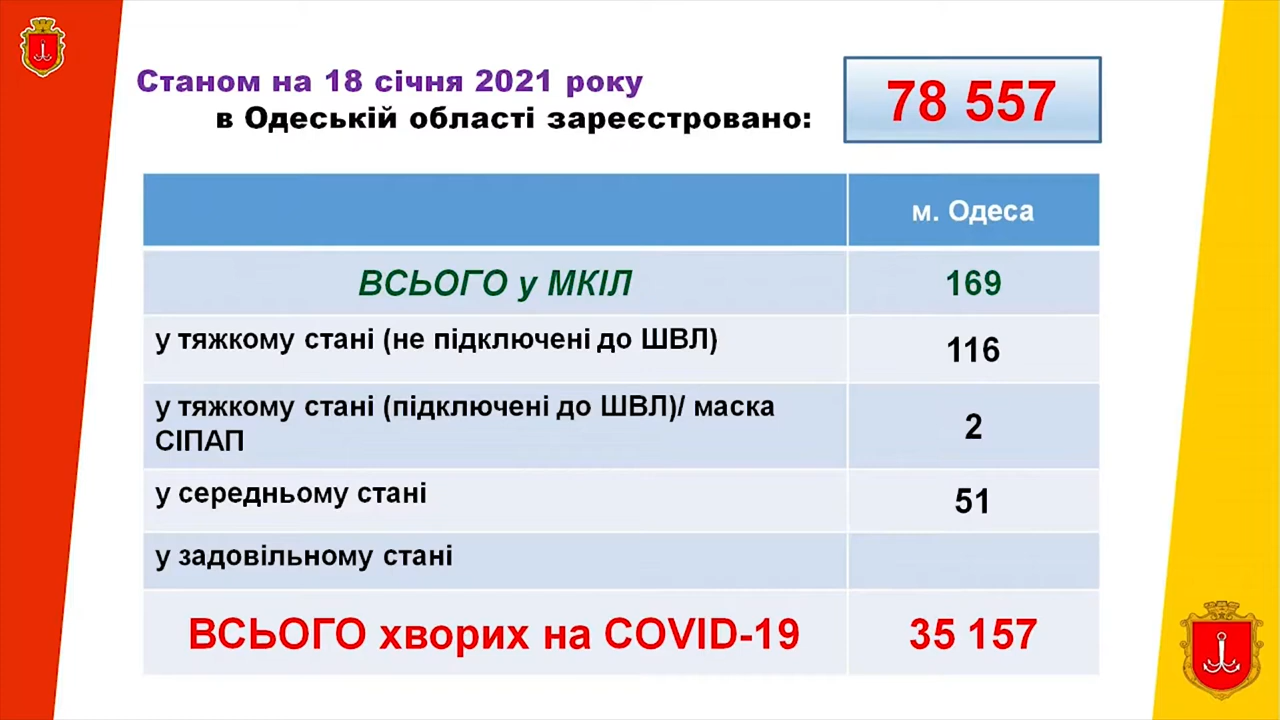 Станом на 18 січня 2021 року
в Одеській області зареєстровано:
78 557
м. Одеса
ВСЬОГО у МКІЛ
169
у тяжкому стані (не підключені до ШВЛ)
116
у тяжкому стані (підключені до ШВЛ)/ маска
СІПАП
2
у середньому стані
51
у задовільному стані
ВСЬОГО хворих на COVID-19
35 157